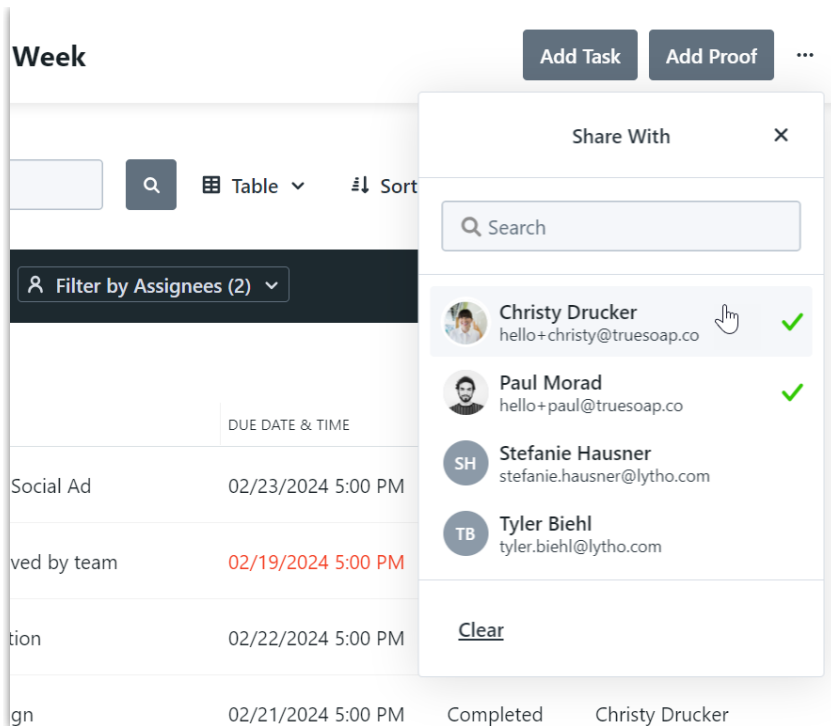 Week
Add Task
Add Proof
Share With
Table
Sort
Search
Filter by Assignees (2)
Christy Drucker
hello+christy@truesoap.co
Paul Morad
hello+paul@truesoap.co
DUE DATE & TIME
Stefanie Hausner
SH
stefanie.hausner@lytho.com
Social Ad
02/23/2024 5:00 PM
Tyler Biehl
TB
tyler.biehl@lytho.com
ved by team
02/19/2024 5:00 PM
Clear
tion
02/22/2024 5:00 PM
gn
02/21/2024 5:00 PM
Completed
Christy Drucker